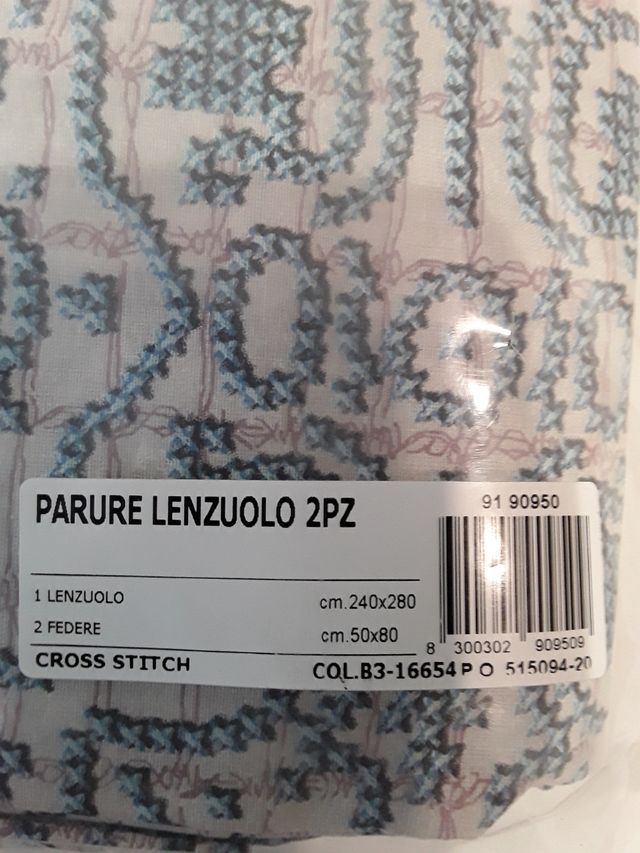 PARURE LENZUOLO 2PZ
91 90950
1 LENZUOLO cm.240x280
2 FEDERE cm.50x80
8 300302 909509
CROSS STITCH COL.B3-16654 P O 515094-20